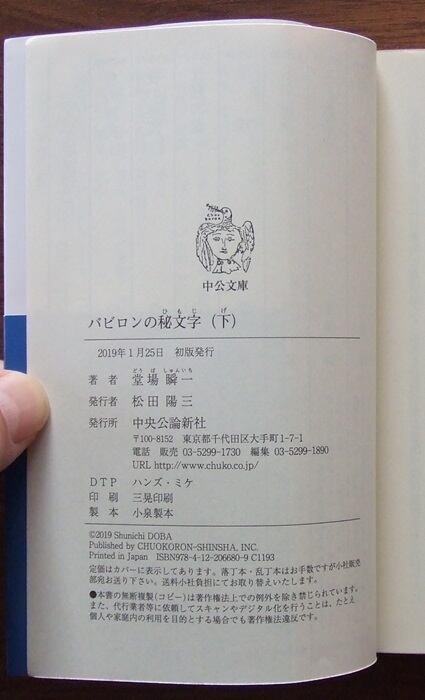 中公文庫
バビロンの秘文字（下）
2019年1月25日　初版発行
著者　堂場瞬一
発行者　松田陽三
発行所　中央公論新社
〒100-8152　東京都千代田区大手町1-7-1
電話　販売 03-5299-1730　編集 03-5299-1890
URL http://www.chuko.co.jp/
DTP　ハンズ・ミケ
印刷　三晃印刷
製本　小泉製本
©2019 Shunichi DOBA
Published by CHUOKORON-SHINSHA, INC.
Printed in Japan　ISBN978-4-12-206680-9 C1193
定価はカバーに表示してあります。落丁本・乱丁本はお手数ですが小社販売
部宛お送り下さい。送料小社負担にてお取り替えいたします。
●本書の無断複製（コピー）は著作権法上での例外を除き禁じられています。
また、代行業者等に依頼してスキャンやデジタル化を行うことは、たとえ
個人や家庭内の利用を目的とする場合でも著作権法違反です。